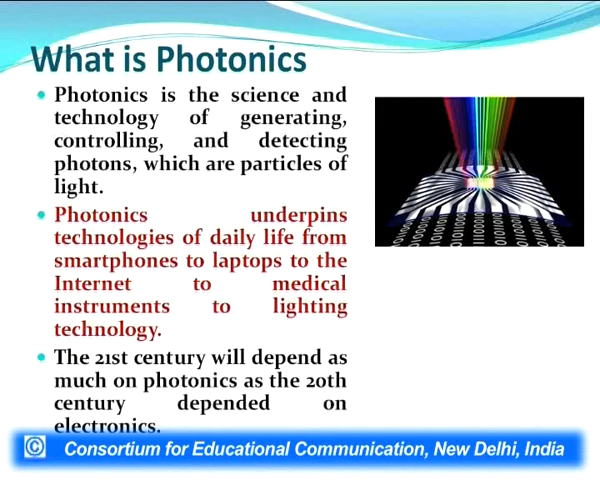 What is Photonics
• Photonics is the science and
technology of generating,
controlling, and detecting
photons, which are particles of
light.
• Photonics underpins
technologies of daily life from
smartphones to laptops to the
Internet to medical
instruments to lighting
technology.
• The 21st century will depend as
much on photonics as the 20th
century depended on
electronics.
© Consortium for Educational Communication, New Delhi, India